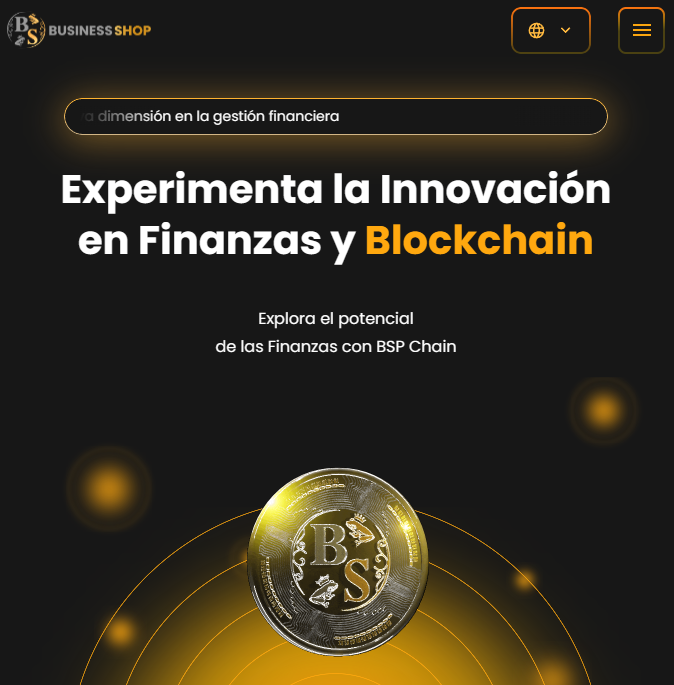 BS BUSINESS SHOP
dimensión en la gestión financiera
Experimenta la Innovación
en Finanzas y Blockchain
Explora el potencial
de las Finanzas con BSP Chain
B
S